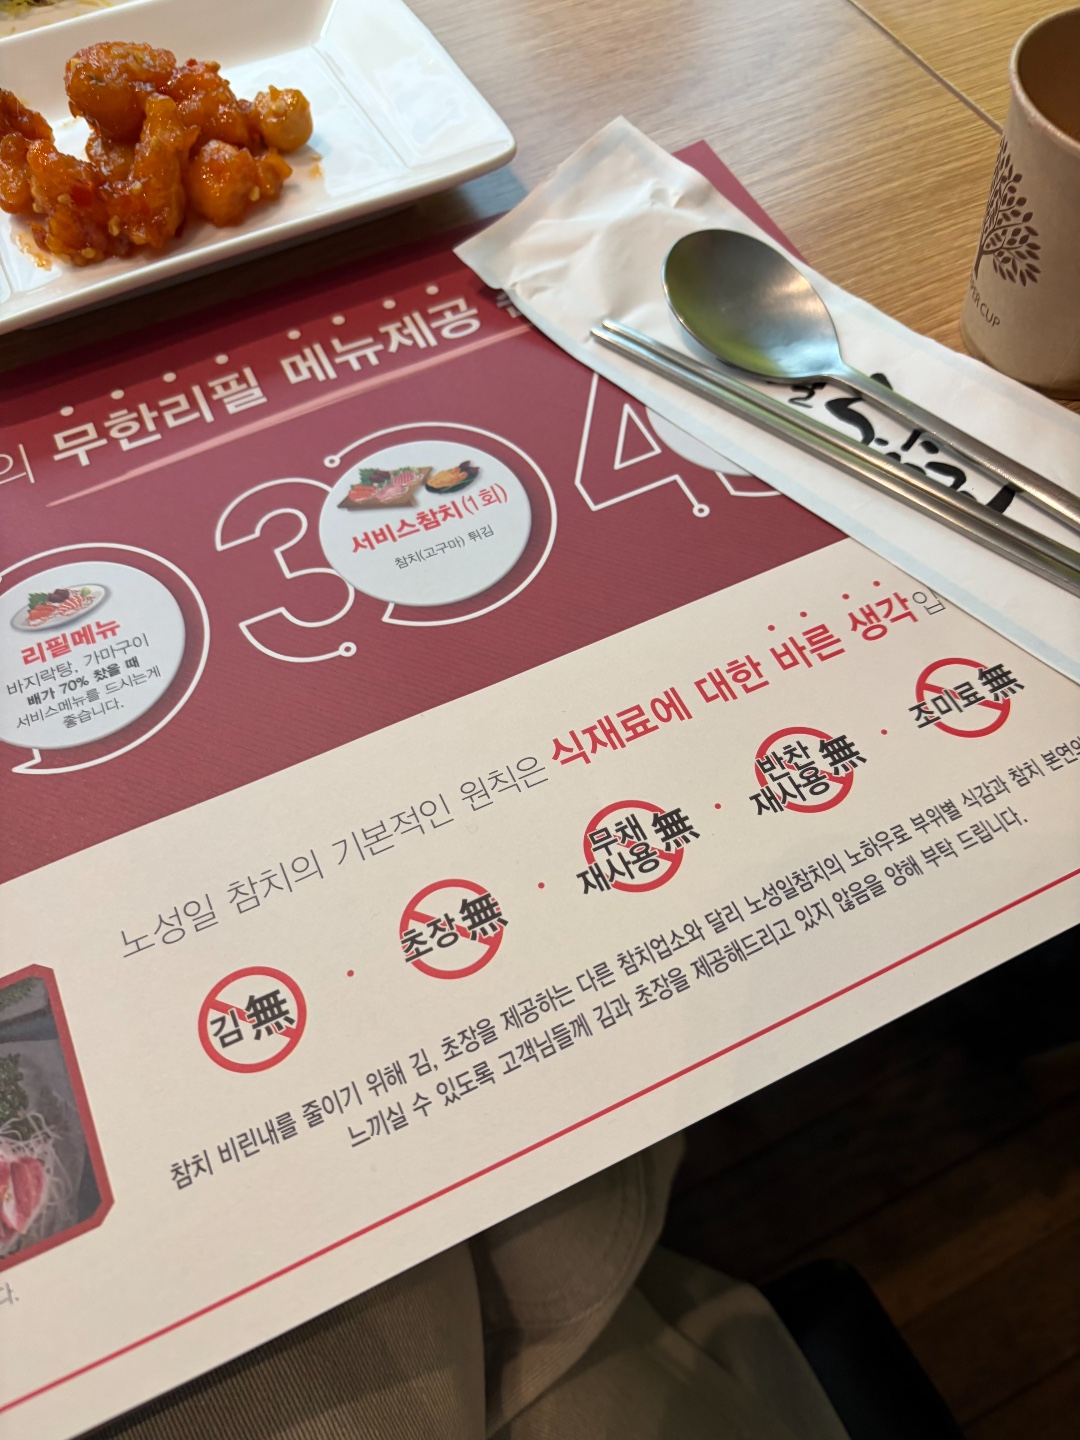 의 무한리필 메뉴제공
3
4
리필메뉴
바지락탕, 가마구이
배가 70% 찼을 때
서비스메뉴를 드시는게
좋습니다.
서비스참치(1회)
참치(고구마) 튀김
노성일 참치의 기본적인 원칙은 식재료에 대한 바른 생각입
김 無 · 초장 無 · 무채 재사용 無 · 반찬 재사용 無 · 조미료 無
참치 비린내를 줄이기 위해 김, 초장을 제공하는 다른 참치업소와 달리 노성일참치의 노하우로 부위별 식감과 참치 본연의
느끼실 수 있도록 고객님들께 김과 초장을 제공해드리고 있지 않음을 양해 부탁 드립니다.
다.
PER CUP